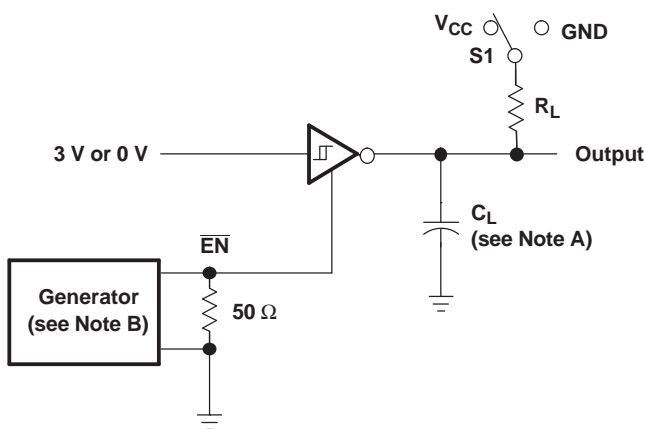 VCC
GND
S1
RL
3 V or 0 V
Output
CL
(see Note A)
EN
Generator
(see Note B)
50 Ω